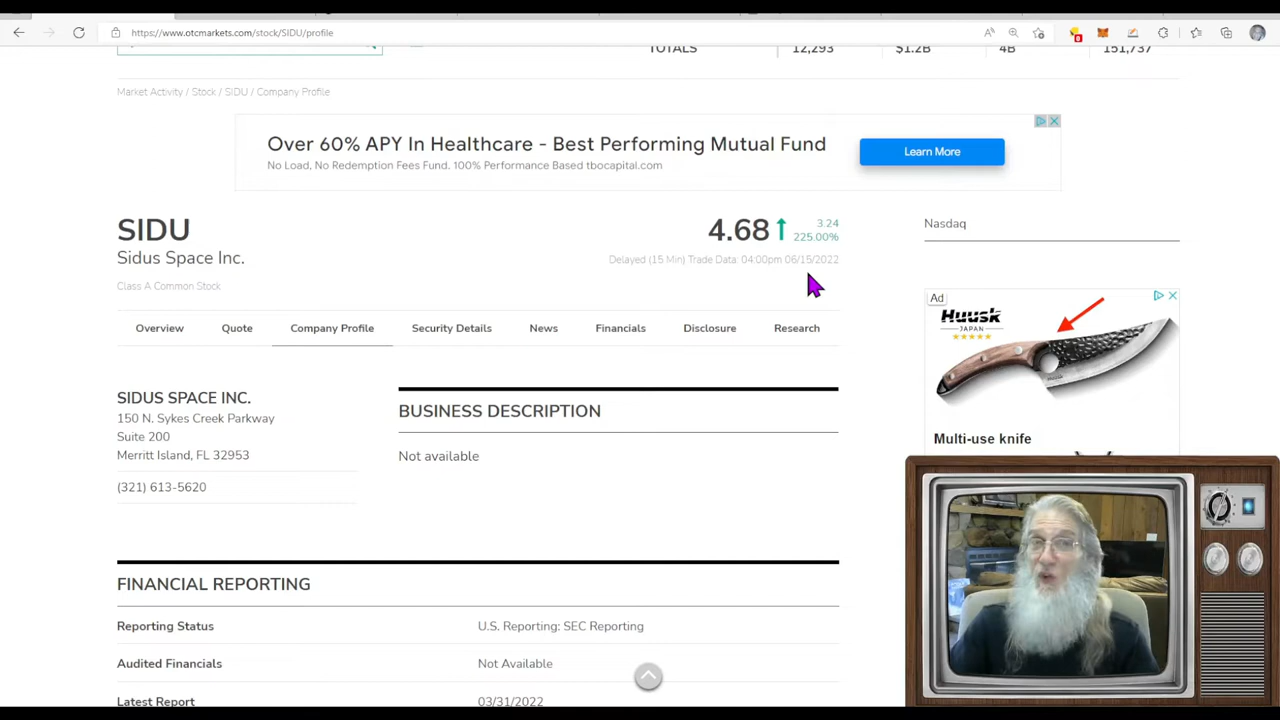 https://www.otcmarkets.com/stock/SIDU/profile
TOTALS 12,293 $1.2B 4B 151,737
Market Activity / Stock / SIDU / Company Profile
Over 60% APY In Healthcare - Best Performing Mutual Fund
No Load, No Redemption Fees Fund. 100% Performance Based tbocapital.com
Learn More
SIDU
4.68
3.24
225.00%
Sidus Space Inc.
Delayed (15 Min) Trade Data: 04:00pm 06/15/2022
Class A Common Stock
Nasdaq
Ad
Huusk
JAPAN
Multi-use knife
Overview Quote Company Profile Security Details News Financials Disclosure Research
SIDUS SPACE INC.
150 N. Sykes Creek Parkway
Suite 200
Merritt Island, FL 32953
(321) 613-5620
BUSINESS DESCRIPTION
Not available
FINANCIAL REPORTING
Reporting Status U.S. Reporting: SEC Reporting
Audited Financials Not Available
Latest Report 03/31/2022